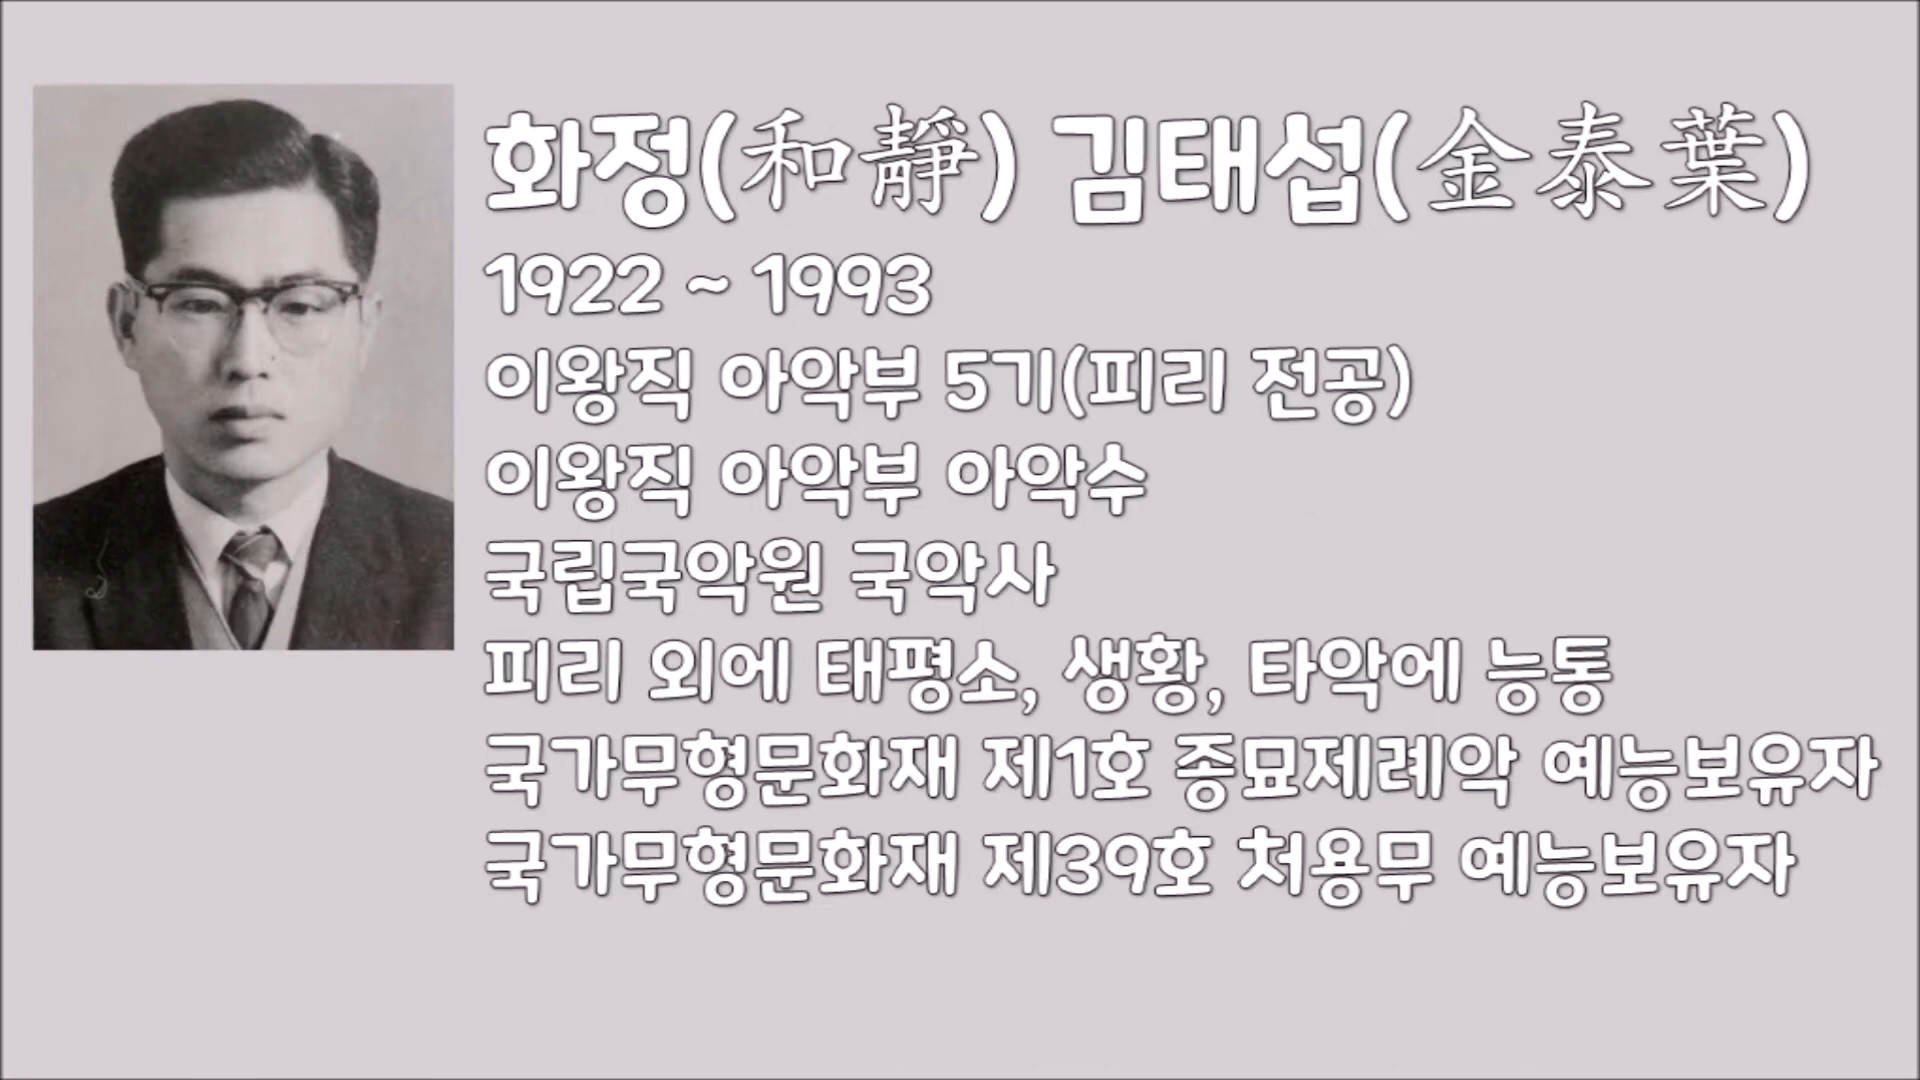 화정(和靜) 김태섭(金泰葉)
1922 ~ 1993
이왕직 아악부 5기(피리 전공)
이왕직 아악부 아악수
국립국악원 국악사
피리 외에 태평소, 생황, 타악에 능통
국가무형문화재 제1호 종묘제례악 예능보유자
국가무형문화재 제39호 처용무 예능보유자